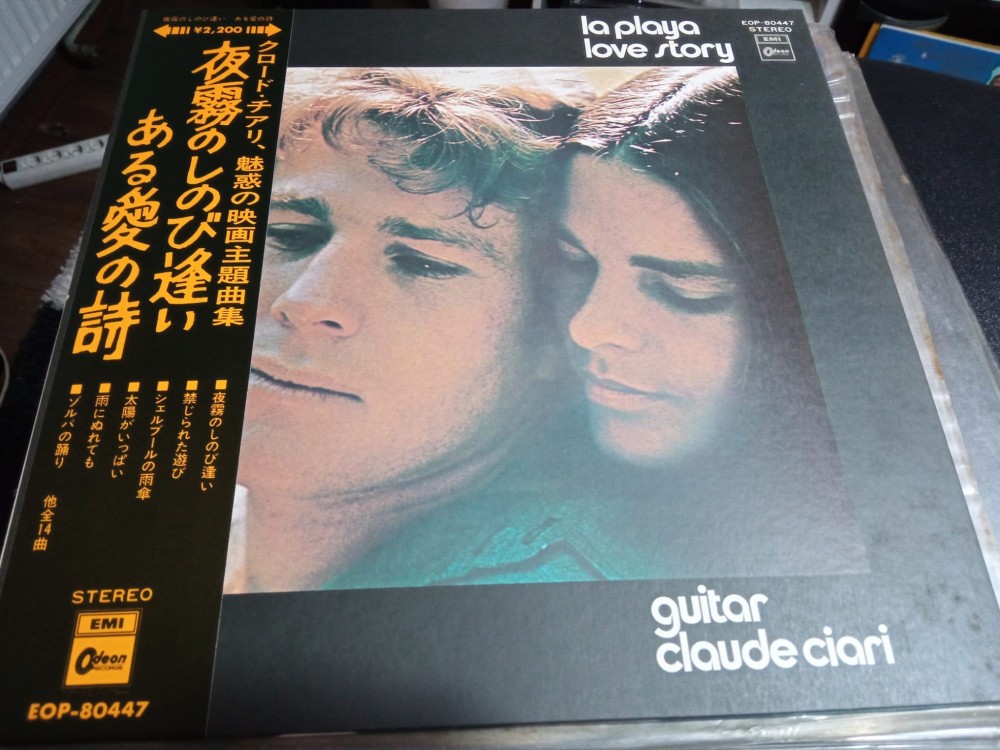 夜霧のしのび逢い ある愛の詩
¥2,200
クロード・チアリ、魅惑の映画主題曲集
夜霧のしのび逢い
ある愛の詩
■夜霧のしのび逢い
■禁じられた遊び
■シェルブールの雨傘
■太陽がいっぱい
■雨にぬれても
■ゾルバの踊り
他全14曲
STEREO
EMI
Odeon
RECORDS
EOP-80447
la playa
love story
EOP-80447
STEREO
EMI
Odeon
guitar
claude ciari